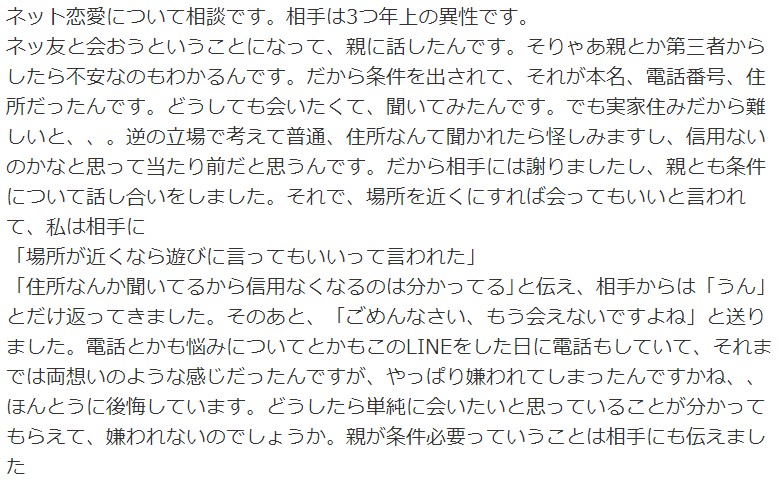 ネット恋愛について相談です。相手は3つ年上の異性です。
ネッ友と会おうということになって、親に話したんです。そりゃあ親とか第三者から
したら不安なのもわかるんです。だから条件を出されて、それが本名、電話番号、住
所だったんです。どうしても会いたくて、聞いてみたんです。でも実家住みだから難
しいと、、。逆の立場で考えて普通、住所なんて聞かれたら怪しみますし、信用ない
のかなと思って当たり前だと思うんです。だから相手には謝りましたし、親とも条件
について話し合いをしました。それで、場所を近くにすれば会ってもいいと言われ
て、私は相手に
「場所が近くなら遊びに言ってもいいって言われた」
「住所なんか聞いてるから信用なくなるのは分かってる」と伝え、相手からは「うん」
とだけ返ってきました。そのあと、「ごめんなさい、もう会えないですよね」と送り
ました。電話とかも悩みについてとかもこのLINEをした日に電話もしていて、それま
では両想いのような感じだったんですが、やっぱり嫌われてしまったんですかね、、
ほんとうに後悔しています。どうしたら単純に会いたいと思っていることが分かって
もらえて、嫌われないのでしょうか。親が条件必要っていうことは相手にも伝えまし
た